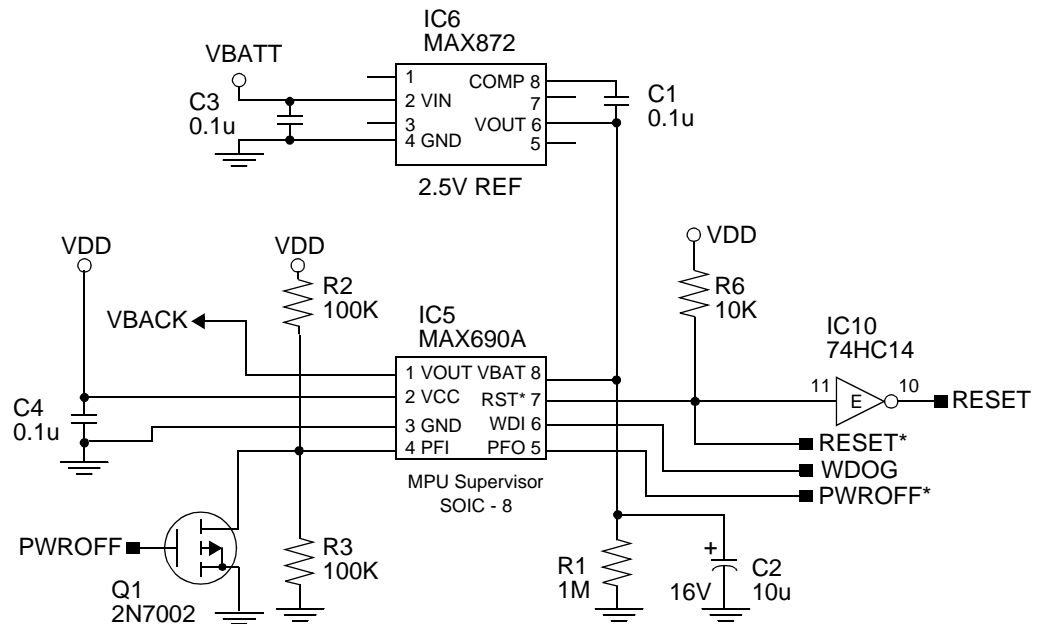 IC6
MAX872
VBATT
1
2 VIN
3
4 GND
COMP 8
7
VOUT 6
5
C3
0.1u
C1
0.1u
2.5V REF
VDD
VDD
VDD
R2
100K
R6
10K
VBACK
IC5
MAX690A
IC10
74HC14
1 VOUT VBAT 8
2 VCC RST* 7
3 GND WDI 6
4 PFI PFO 5
11
E
10
RESET
C4
0.1u
RESET*
WDOG
PWROFF*
MPU Supervisor
SOIC - 8
PWROFF
Q1
2N7002
R3
100K
R1
1M
+
16V
C2
10u